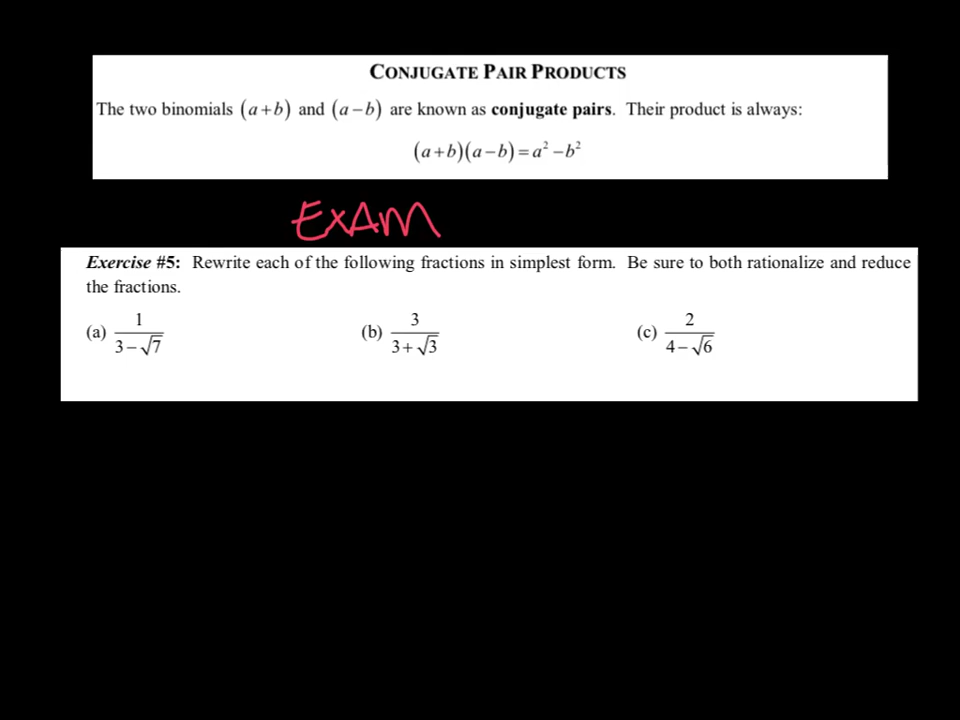 CONJUGATE PAIR PRODUCTS
The two binomials (a+b) and (a−b) are known as conjugate pairs. Their product is always:
(a+b)(a−b)=a²−b²
EXAM
Exercise #5: Rewrite each of the following fractions in simplest form. Be sure to both rationalize and reduce
the fractions.
(a) 1/(3−√7) (b) 3/(3+√3) (c) 2/(4−√6)